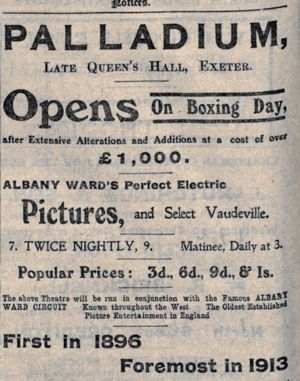 Notices.
PALLADIUM,
LATE QUEEN'S HALL, EXETER.
Opens On Boxing Day,
after Extensive Alterations and Additions at a cost of over
£1,000.
ALBANY WARD'S Perfect Electric
Pictures, and Select Vaudeville.
7. TWICE NIGHTLY, 9. Matinee, Daily at 3.
Popular Prices: 3d., 6d., 9d., & 1s.
The above Theatre will be run in conjunction with the Famous ALBANY
WARD CIRCUIT Known throughout the West The Oldest Established
Picture Entertainment in England
First in 1896
Foremost in 1913